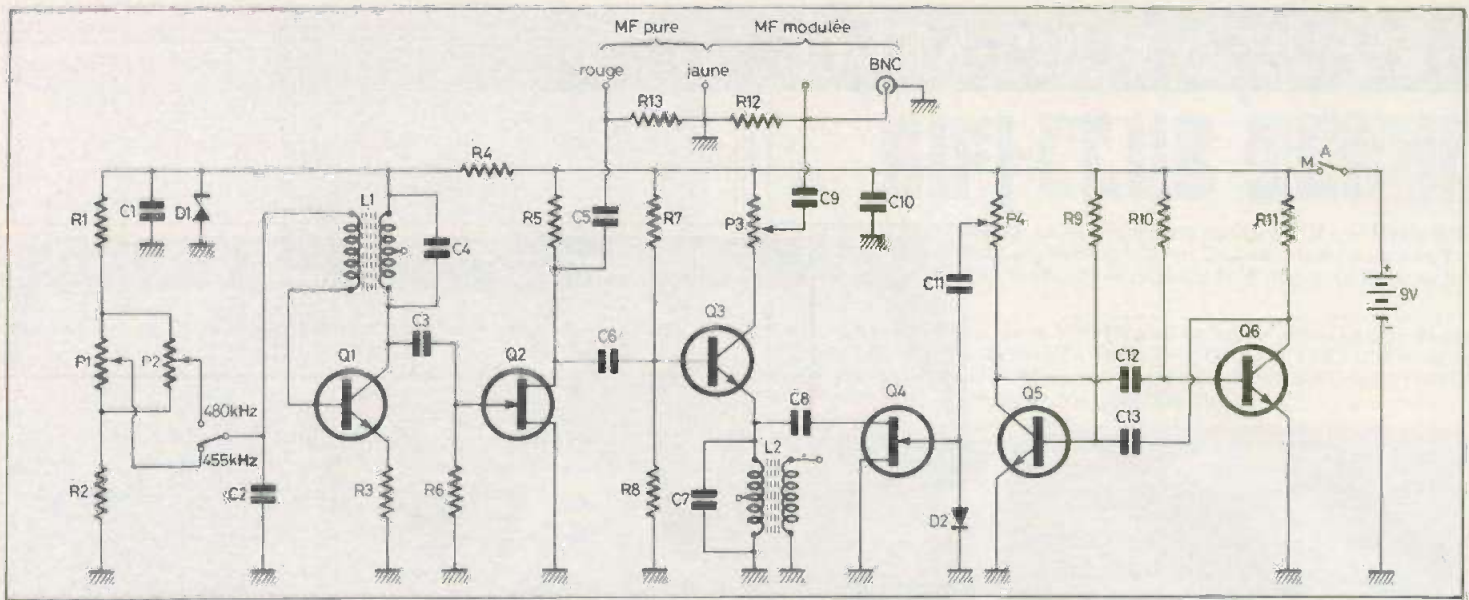 MF pure
MF modulée
rouge
jaune
BNC
R13
R12
R4
M
A
R1
C1
D1
L1
C4
R5
C5
R7
P3
C9
C10
P4
R9
R10
R11
C11
9V
+
-
P1
P2
C3
Q1
Q2
C6
Q3
C8
Q4
Q5
C12
C13
Q6
480kHz
455kHz
R2
C2
R3
R6
R8
C7
L2
D2